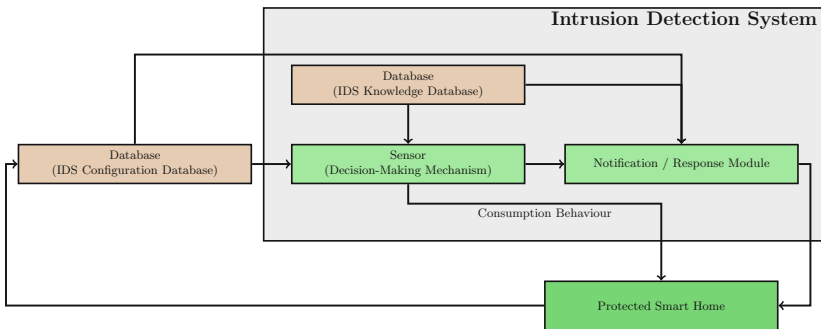 Intrusion Detection System
Database
(IDS Knowledge Database)
Database
(IDS Configuration Database)
Sensor
(Decision-Making Mechanism)
Notification / Response Module
Consumption Behaviour
Protected Smart Home